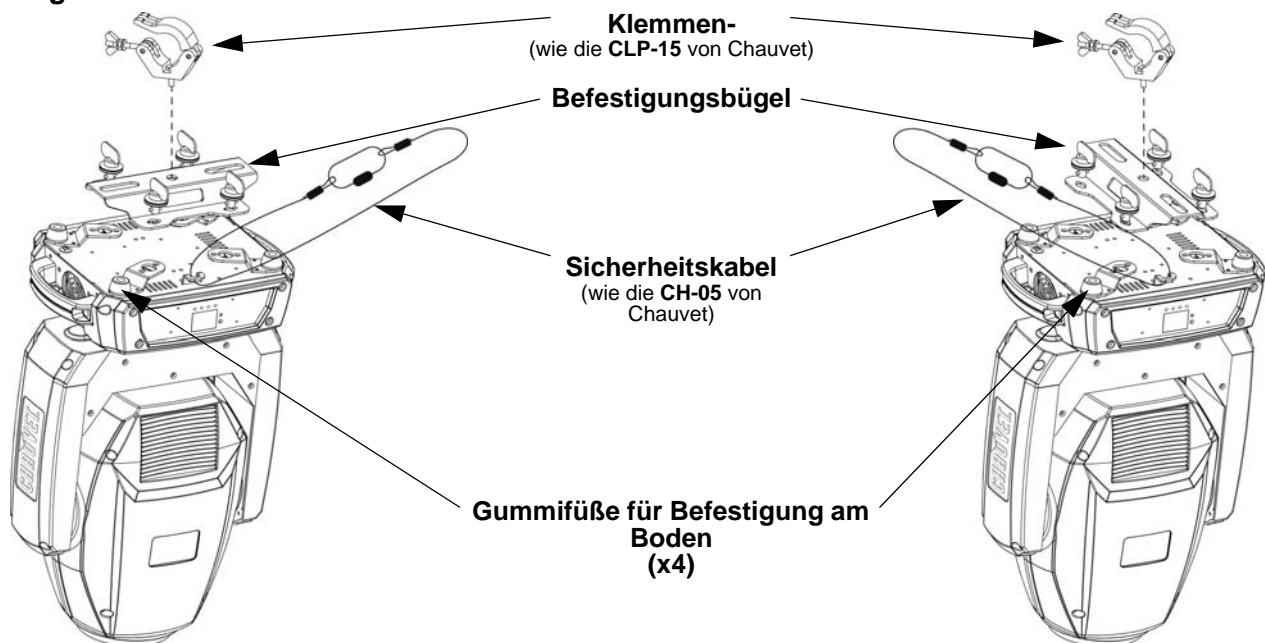 Klemmen-
(wie die CLP-15 von Chauvet)
Befestigungsbügel
Sicherheitskabel
(wie die CH-05 von
Chauvet)
CHAUVET
CHAUVET
Gummifüße für Befestigung am
Boden
(x4)